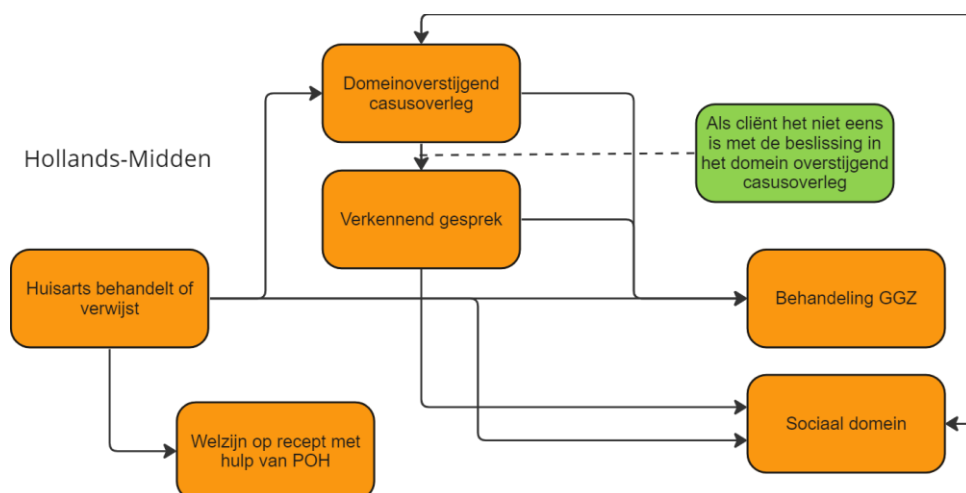 Domeinoverstijgend
casusoverleg
Als cliënt het niet eens
is met de beslissing in
het domein overstijgend
casusoverleg
Hollands-Midden
Verkennend gesprek
Huisarts behandelt of
verwijst
Behandeling GGZ
Welzijn op recept met
hulp van POH
Sociaal domein